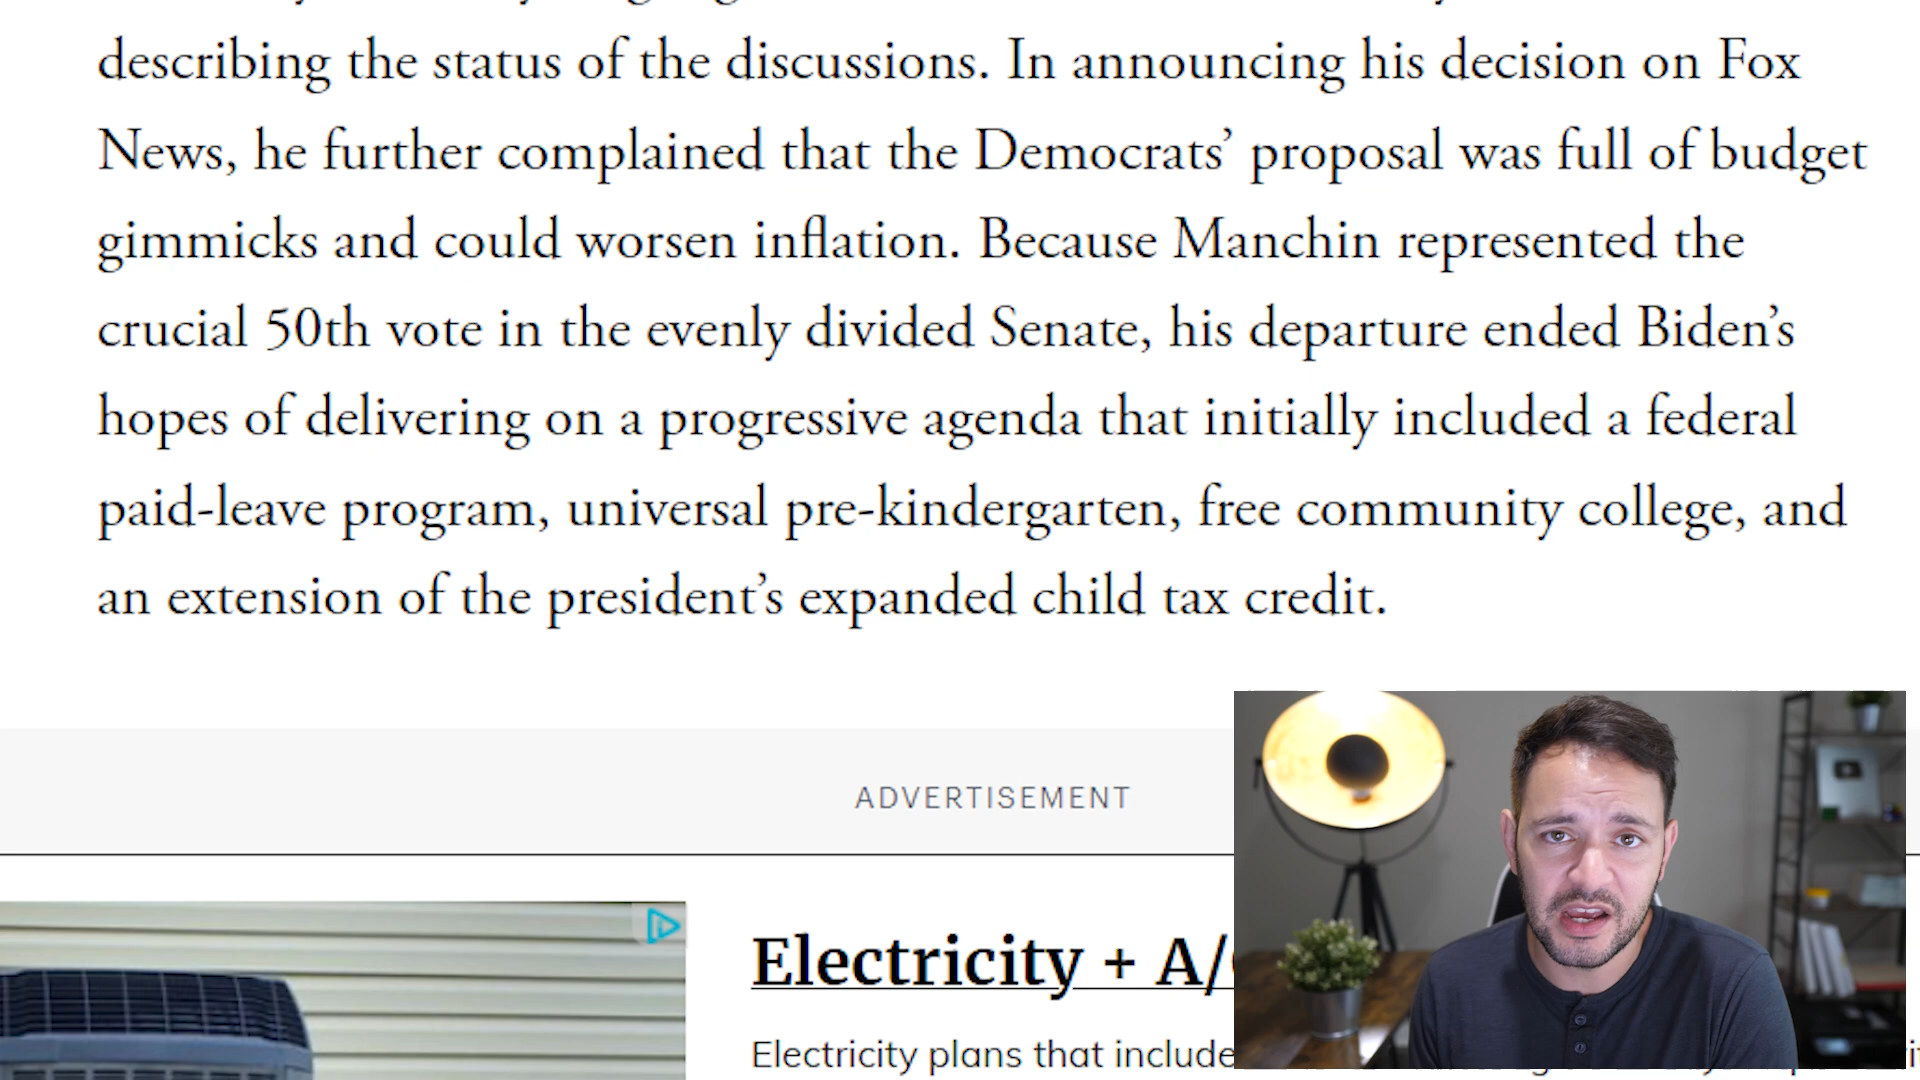 describing the status of the discussions. In announcing his decision on Fox
News, he further complained that the Democrats’ proposal was full of budget
gimmicks and could worsen inflation. Because Manchin represented the
crucial 50th vote in the evenly divided Senate, his departure ended Biden’s
hopes of delivering on a progressive agenda that initially included a federal
paid-leave program, universal pre-kindergarten, free community college, and
an extension of the president’s expanded child tax credit.
ADVERTISEMENT
Electricity + A/
Electricity plans that include